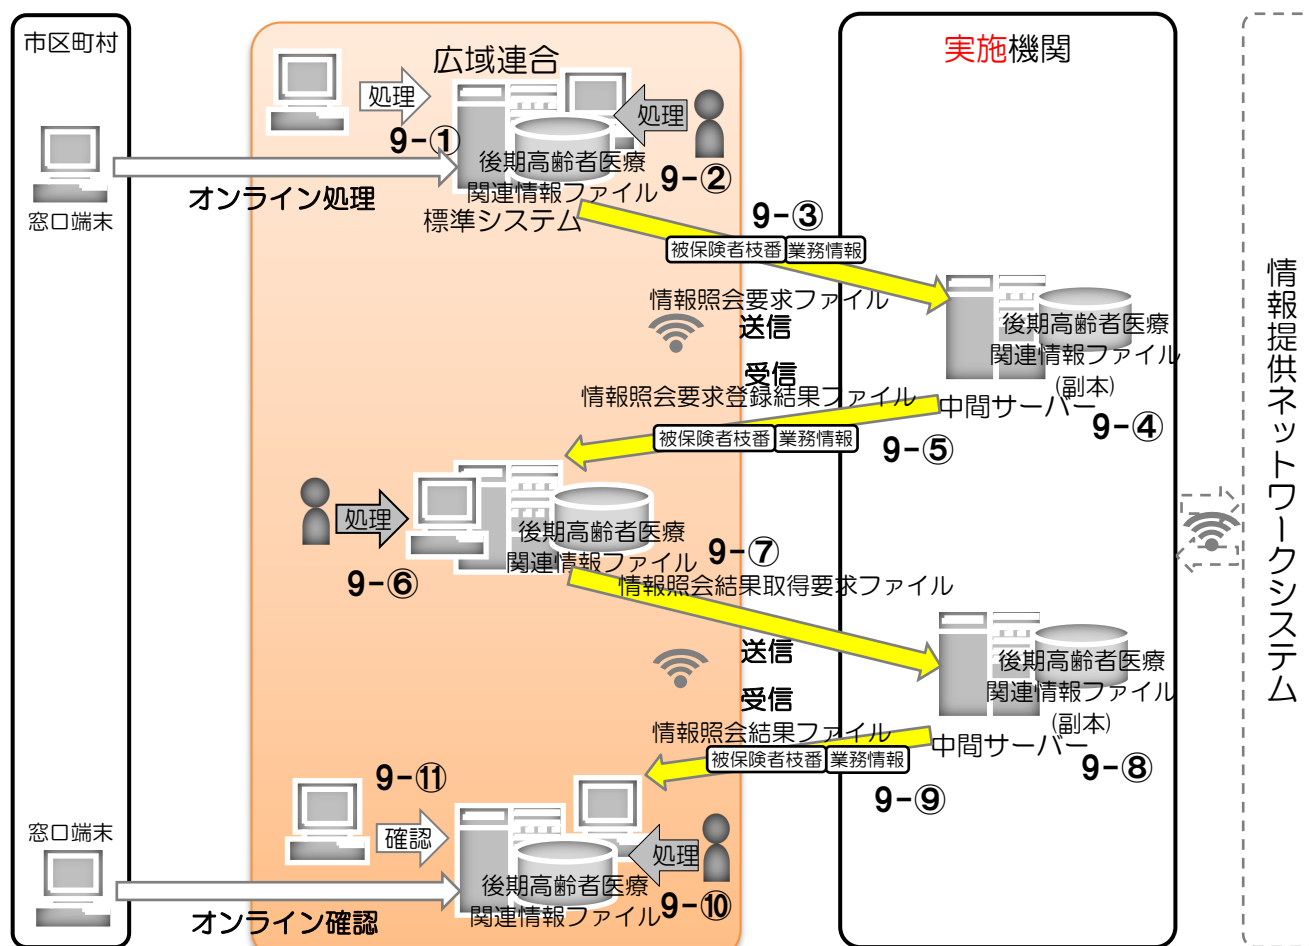 市区町村
広域連合
実施機関
処理
処理
9-①
9-②
窓口端末
オンライン処理
後期高齢者医療
関連情報ファイル
標準システム
9-③
被保険者枝番
業務情報
情報照会要求ファイル
送信
後期高齢者医療
関連情報ファイル
(副本)
中間サーバー
9-④
受信
情報照会要求登録結果ファイル
被保険者枝番
業務情報
9-⑤
処理
9-⑥
後期高齢者医療
関連情報ファイル
9-⑦
情報照会結果取得要求ファイル
送信
後期高齢者医療
関連情報ファイル
(副本)
中間サーバー
9-⑧
受信
情報照会結果ファイル
被保険者枝番
業務情報
9-⑨
9-⑪
確認
処理
9-⑩
窓口端末
後期高齢者医療
関連情報ファイル
オンライン確認
情報提供ネットワークシステム